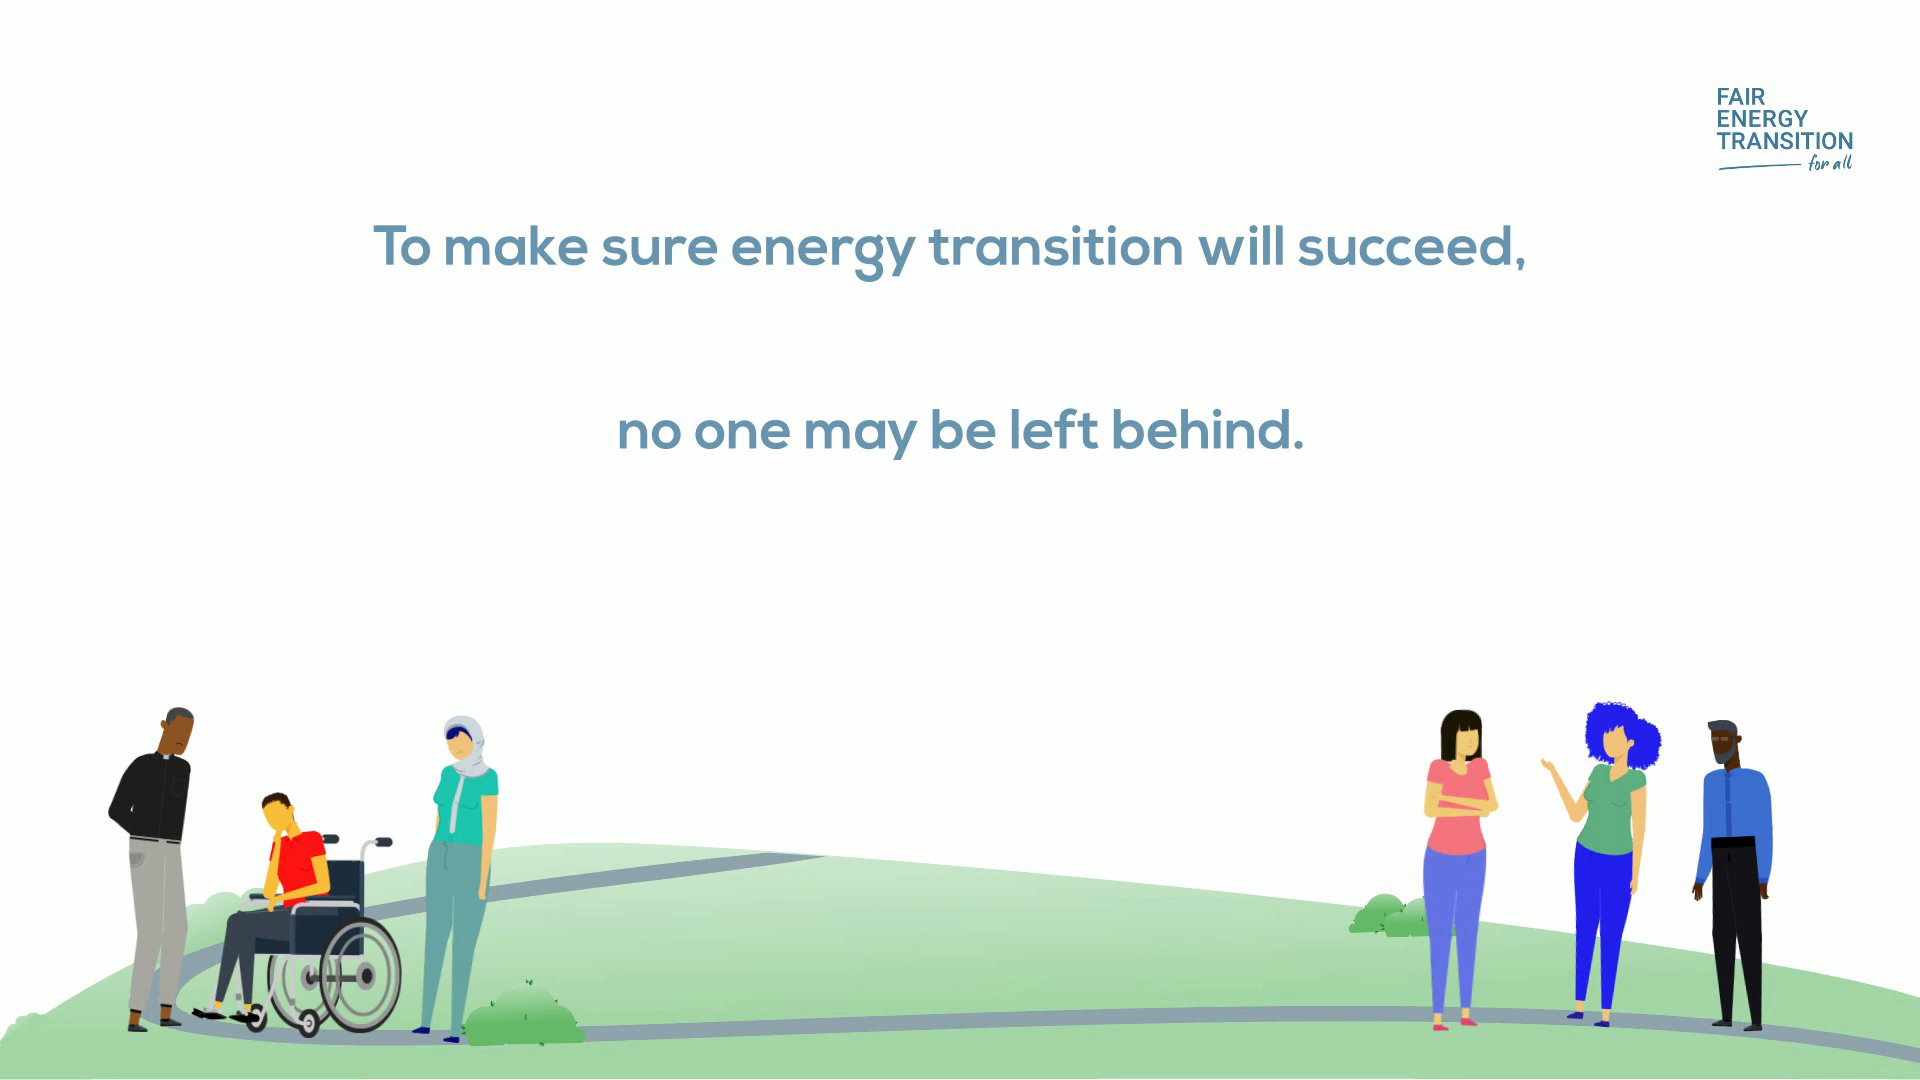 FAIR
ENERGY
TRANSITION
for all
To make sure energy transition will succeed,
no one may be left behind.